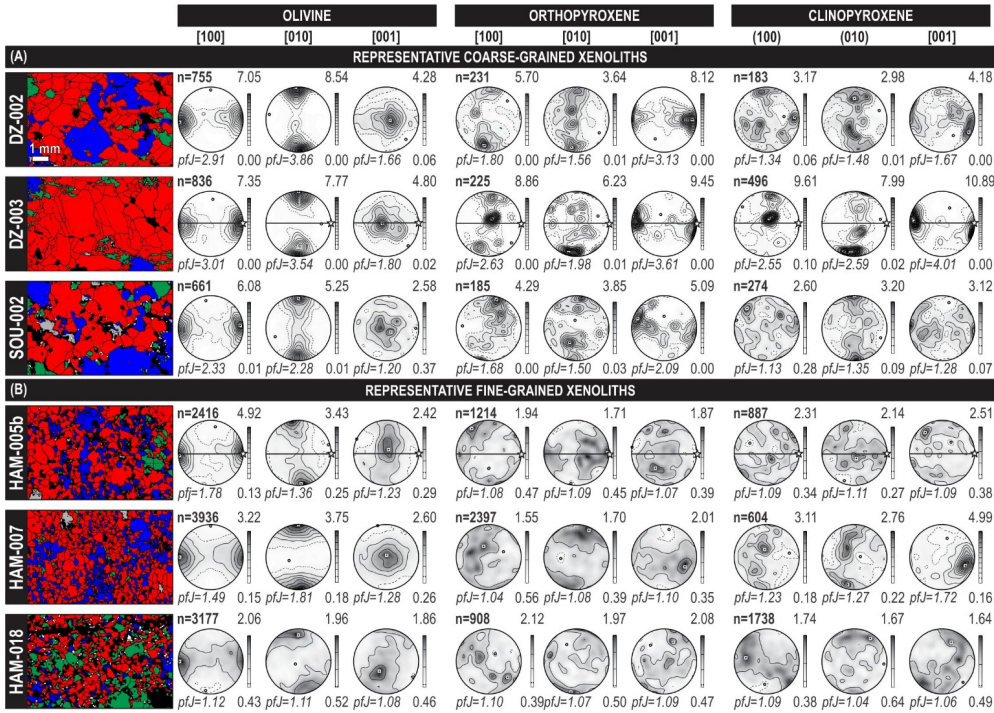 OLIVINE ORTHOPYROXENE CLINOPYROXENE
[100] [010] [001] [100] [010] [001] (100) (010) [001]
(A) REPRESENTATIVE COARSE-GRAINED XENOLITHS
DZ-002
1 mm
n=755 7.05 8.54 4.28 n=231 5.70 3.64 8.12 n=183 3.17 2.98 4.18
pfJ=2.91 0.00 pfJ=3.86 0.00 pfJ=1.66 0.06 pfJ=1.80 0.00 pfJ=1.56 0.01 pfJ=3.13 0.00 pfJ=1.34 0.06 pfJ=1.48 0.01 pfJ=1.67 0.00
DZ-003
n=836 7.35 7.77 4.80 n=225 8.86 6.23 9.45 n=496 9.61 7.99 10.89
pfJ=3.01 0.00 pfJ=3.54 0.00 pfJ=1.80 0.02 pfJ=2.63 0.00 pfJ=1.98 0.01 pfJ=3.61 0.00 pfJ=2.55 0.10 pfJ=2.59 0.02 pfJ=4.01 0.00
SOU-002
n=661 6.08 5.25 2.58 n=185 4.29 3.85 5.09 n=274 2.60 3.20 3.12
pfJ=2.33 0.01 pfJ=2.28 0.01 pfJ=1.20 0.37 pfJ=1.68 0.00 pfJ=1.50 0.03 pfJ=2.09 0.00 pfJ=1.13 0.28 pfJ=1.35 0.09 pfJ=1.28 0.07
(B) REPRESENTATIVE FINE-GRAINED XENOLITHS
HAM-005b
n=2416 4.92 3.43 2.42 n=1214 1.94 1.71 1.87 n=887 2.31 2.14 2.51
pfj=1.78 0.13 pfJ=1.36 0.25 pfJ=1.23 0.29 pfJ=1.08 0.47 pfJ=1.09 0.45 pfJ=1.07 0.39 pfJ=1.09 0.34 pfJ=1.11 0.27 pfJ=1.09 0.38
HAM-007
n=3936 3.22 3.75 2.60 n=2397 1.55 1.70 2.01 n=604 3.11 2.76 4.99
pfJ=1.49 0.15 pfJ=1.81 0.18 pfJ=1.28 0.26 pfJ=1.04 0.56 pfJ=1.08 0.39 pfJ=1.10 0.35 pfJ=1.23 0.18 pfJ=1.27 0.22 pfJ=1.72 0.16
HAM-018
n=3177 2.06 1.96 1.86 n=908 2.12 1.97 2.08 n=1738 1.74 1.67 1.64
pfJ=1.12 0.43 pfJ=1.11 0.52 pfJ=1.08 0.46 pfJ=1.10 0.39 pfJ=1.07 0.50 pfJ=1.09 0.47 pfJ=1.09 0.38 pfJ=1.04 0.64 pfJ=1.06 0.49